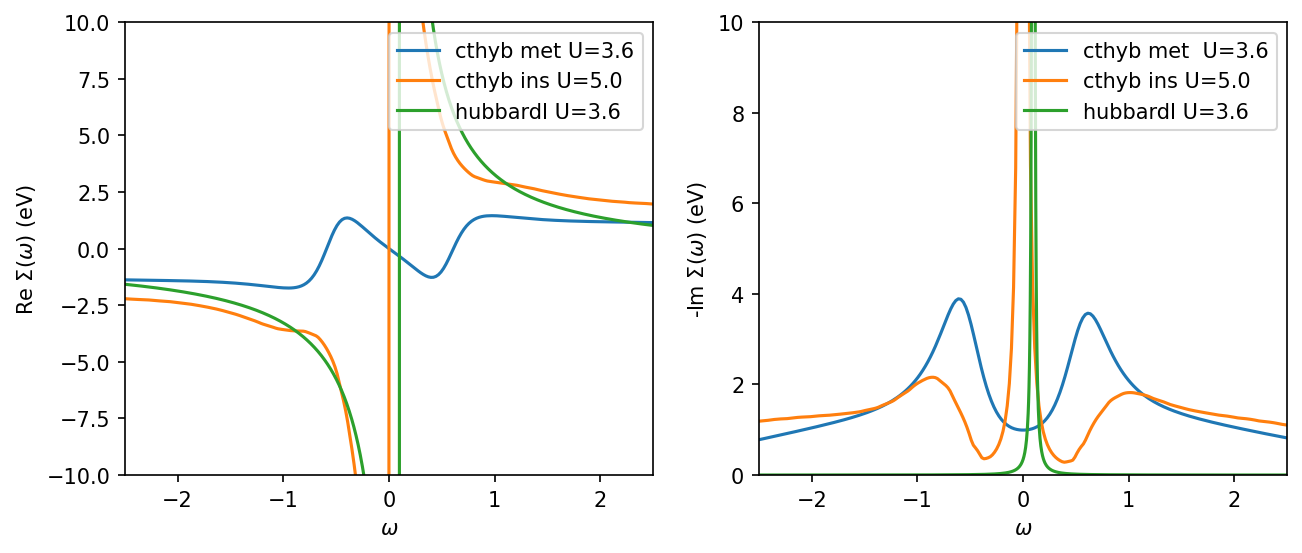 10.0
7.5
5.0
2.5
0.0
−2.5
−5.0
−7.5
−10.0
Re Σ(ω) (eV)
−2
−1
0
1
2
ω
cthyb met U=3.6
cthyb ins U=5.0
hubbardI U=3.6
10
8
6
4
2
0
-Im Σ(ω) (eV)
−2
−1
0
1
2
ω
cthyb met  U=3.6
cthyb ins U=5.0
hubbardI U=3.6